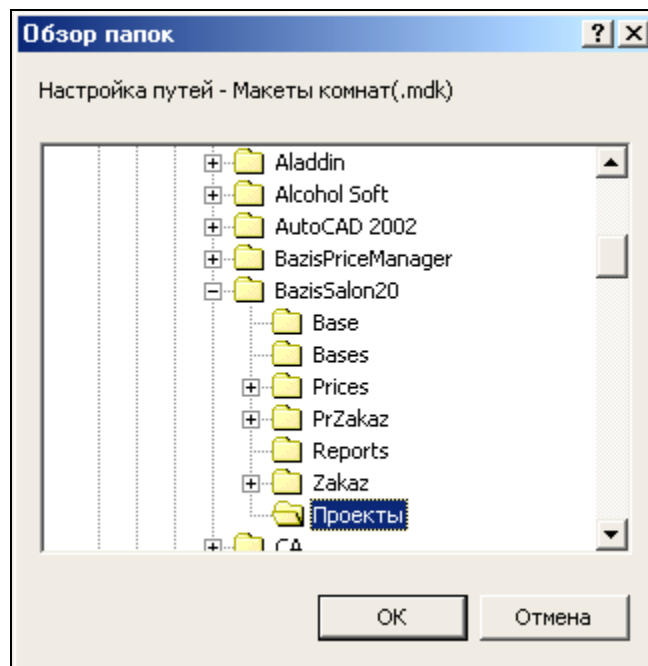 Обзор папок
Настройка путей - Макеты комнат(.mdk)
Aladdin
Alcohol Soft
AutoCAD 2002
BazisPriceManager
BazisSalon20
Base
Bases
Prices
PrZakaz
Reports
Zakaz
Проекты
CA
OK
Отмена